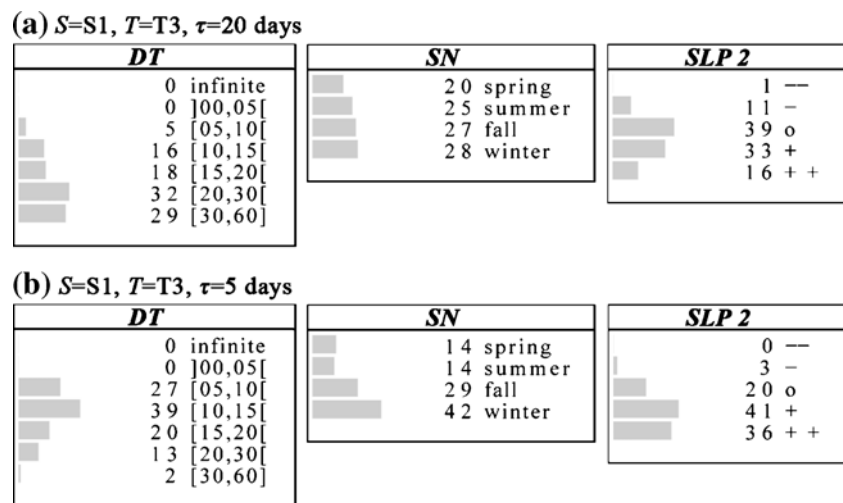 (a) S=S1, T=T3, τ=20 days
DT
0 infinite
0 ]00,05[
5 [05,10[
16 [10,15[
18 [15,20[
32 [20,30[
29 [30,60]
SN
20 spring
25 summer
27 fall
28 winter
SLP 2
1 −−
11 −
39 o
33 +
16 + +
(b) S=S1, T=T3, τ=5 days
DT
0 infinite
0 ]00,05[
27 [05,10[
39 [10,15[
20 [15,20[
13 [20,30[
2 [30,60]
SN
14 spring
14 summer
29 fall
42 winter
SLP 2
0 −−
3 −
20 o
41 +
36 + +